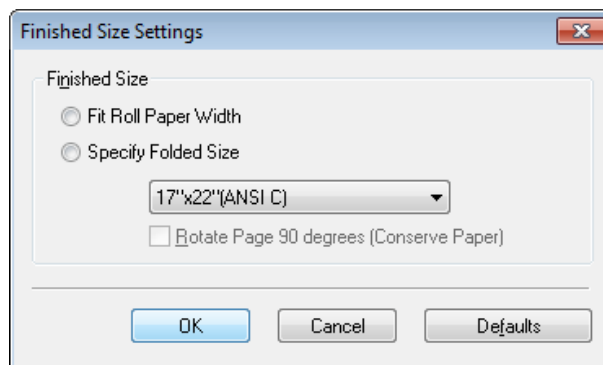 Finished Size Settings
Finished Size
Fit Roll Paper Width
Specify Folded Size
17"x22"(ANSI C)
Rotate Page 90 degrees (Conserve Paper)
OK
Cancel
Defaults